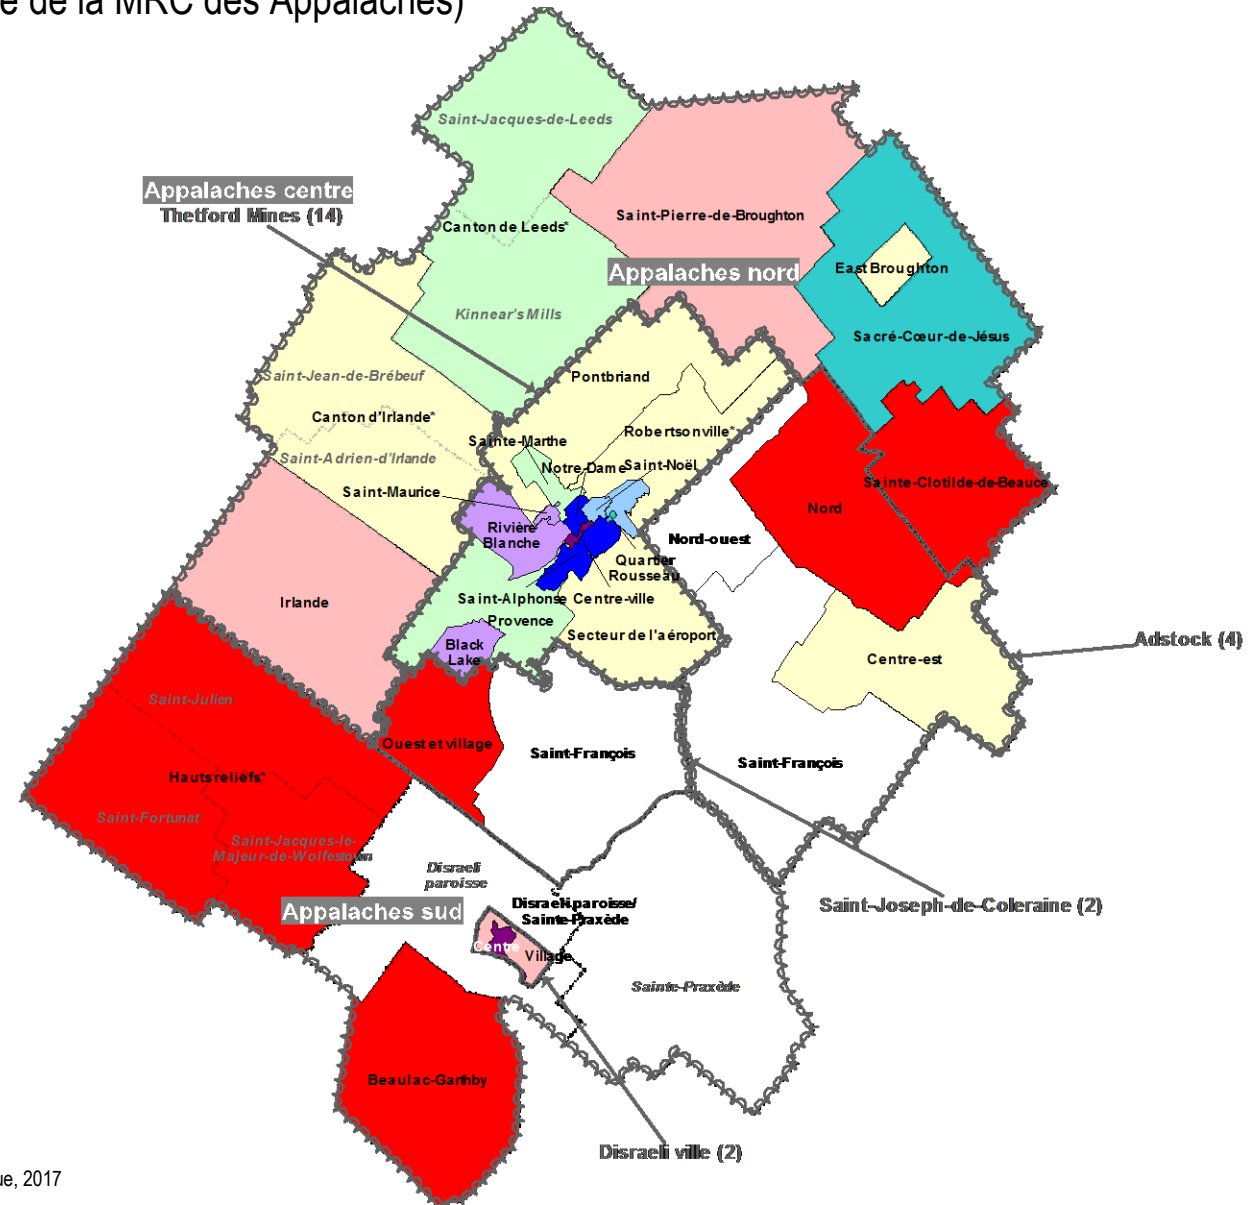 e de la MRC des Appalaches)
Saint-Jacques-de-Leeds
Appalaches centre
Thetford Mines (14)
Saint-Pierre-de-Broughton
Canton de Leeds*
Appalaches nord
East Broughton
Kinnear's Mills
Sacré-Cœur-de-Jésus
Saint-Jean-de-Brébeuf
Pontbriand
Canton d'Irlande*
Robertsonville*
Sainte-Marthe
Saint-Adrien-d'Irlande
Notre-Dame
Saint-Noël
Saint-Maurice
Sainte-Clotilde-de-Beauce
Nord
Rivière
Blanche
Nord-ouest
Quartier
Rousseau
Irlande
Saint-Alphonse
Centre-ville
Provence
Secteur de l'aéroport
Black
Lake
Adstock (4)
Centre-est
Saint-Julien
Ouest et village
Saint-François
Saint-François
Hauts reliefs*
Saint-Fortunat
Saint-Jacques-le-
Majeur-de-Wolfestown
Disraeli
paroisse
Appalaches sud
Disraeli paroisse/
Sainte-Praxède
Saint-Joseph-de-Coleraine (2)
Centre
Village
Sainte-Praxède
Beaulac-Garthby
Disraeli ville (2)
ue, 2017